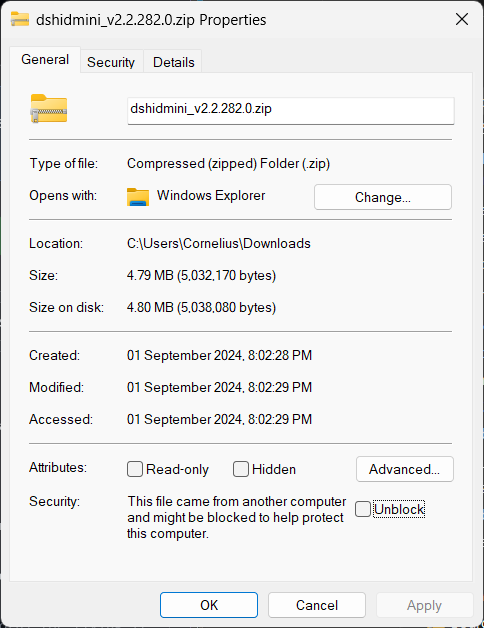 dshidmini_v2.2.282.0.zip Properties
General Security Details
dshidmini_v2.2.282.0.zip
Type of file: Compressed (zipped) Folder (.zip)
Opens with: Windows Explorer Change...
Location: C:\Users\Cornelius\Downloads
Size: 4.79 MB (5,032,170 bytes)
Size on disk: 4.80 MB (5,038,080 bytes)
Created: 01 September 2024, 8:02:28 PM
Modified: 01 September 2024, 8:02:29 PM
Accessed: 01 September 2024, 8:02:29 PM
Attributes: Read-only Hidden Advanced...
Security: This file came from another computer
and might be blocked to help protect
this computer.
Unblock
OK Cancel Apply